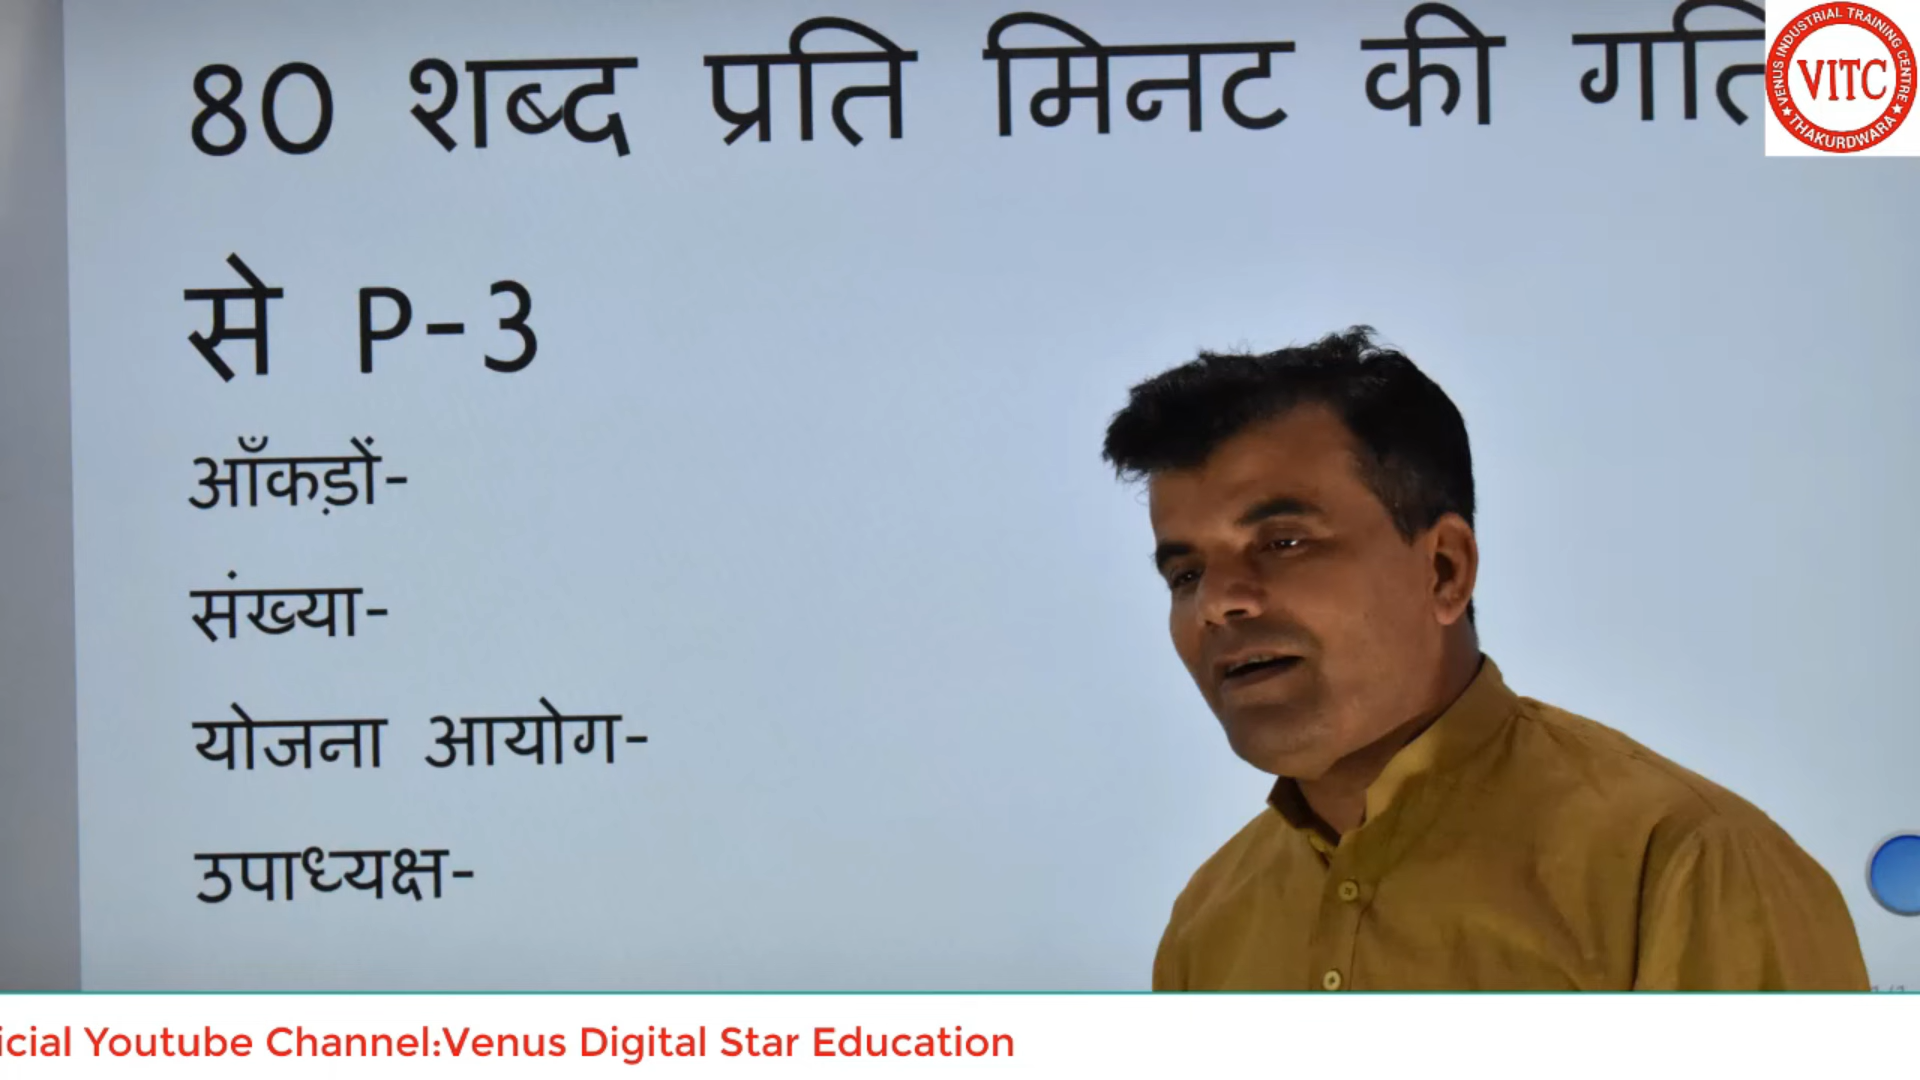 80 शब्द प्रति मिनट की गति
से P-3
आँकड़ों-
संख्या-
योजना आयोग-
उपाध्यक्ष-
VENUS INDUSTRIAL TRAINING CENTRE
VITC
★ THAKURDWARA ★
icial Youtube Channel:Venus Digital Star Education